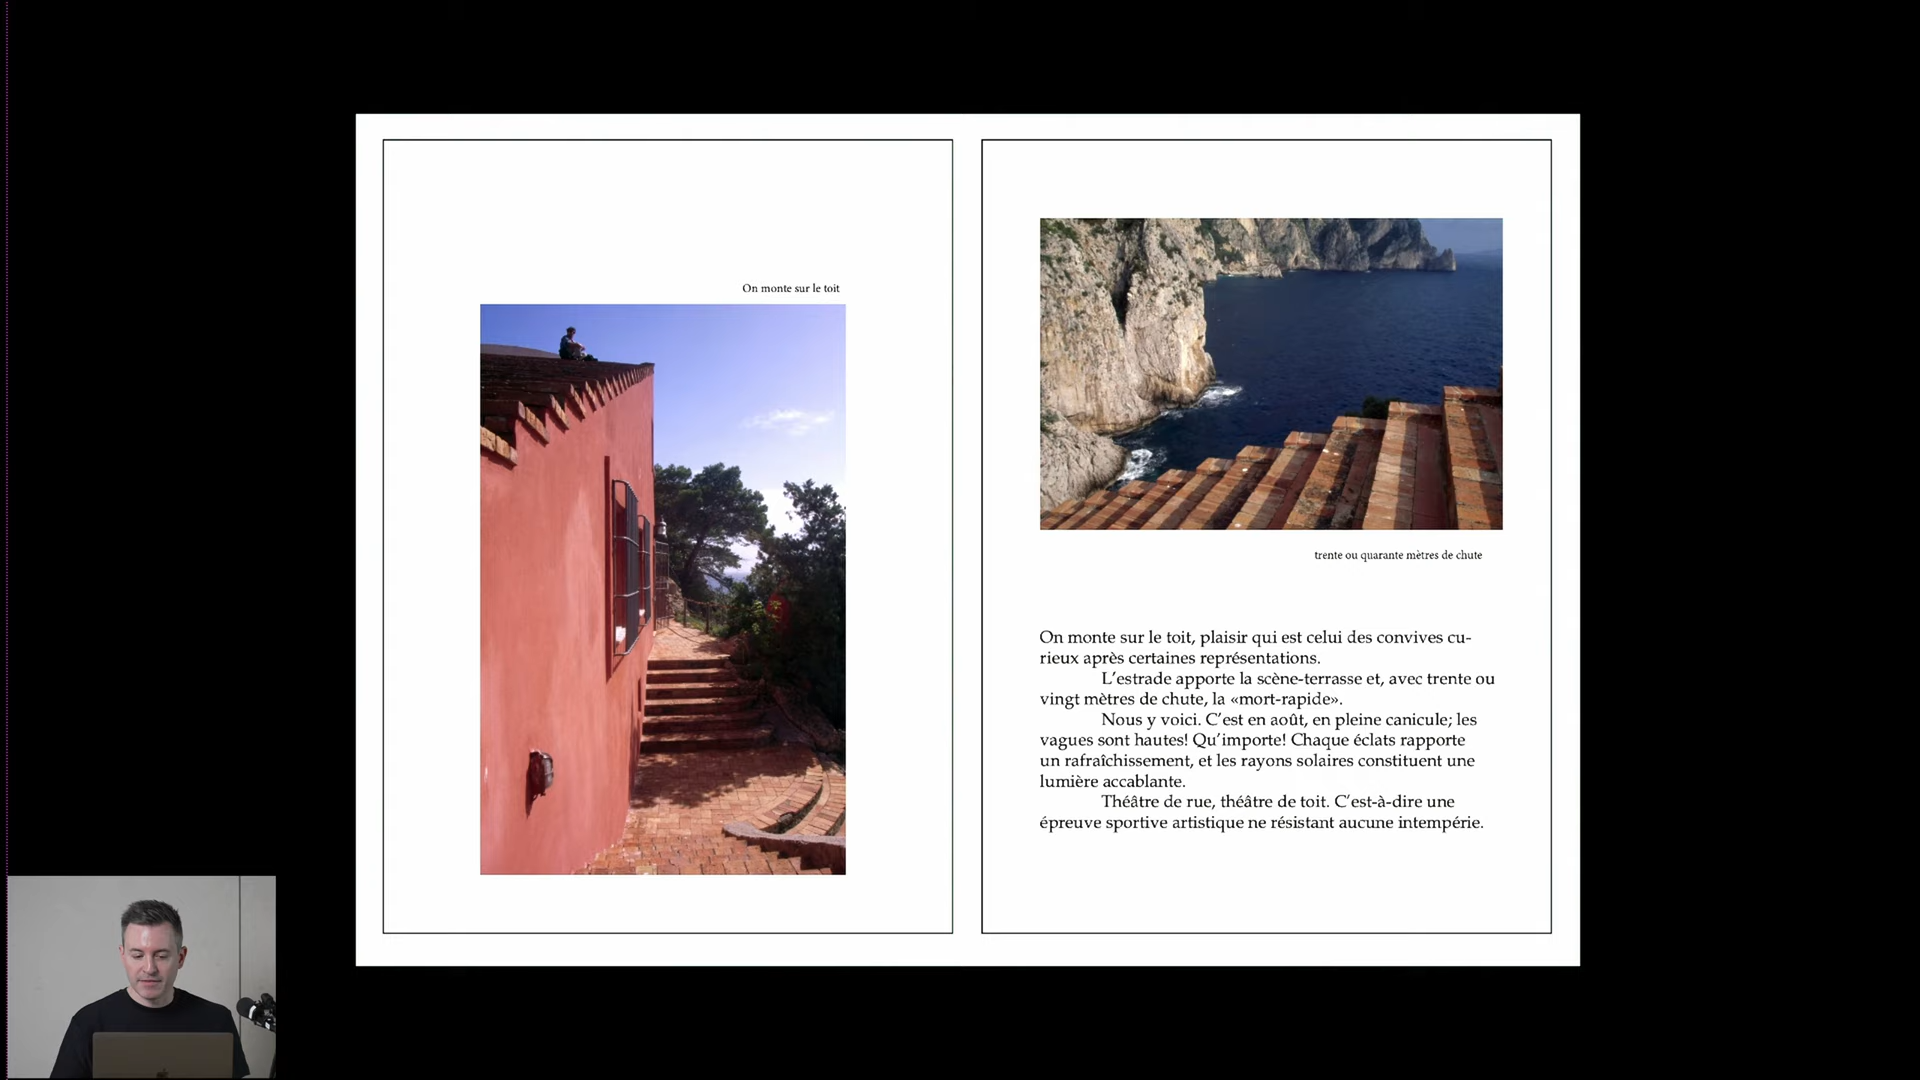 On monte sur le toit
trente ou quarante mètres de chute
On monte sur le toit, plaisir qui est celui des convives cu-
rieux après certaines représentations.
L’estrade apporte la scène-terrasse et, avec trente ou
vingt mètres de chute, la «mort-rapide».
Nous y voici. C’est en août, en pleine canicule; les
vagues sont hautes! Qu’importe! Chaque éclats rapporte
un rafraîchissement, et les rayons solaires constituent une
lumière accablante.
Théâtre de rue, théâtre de toit. C’est-à-dire une
épreuve sportive artistique ne résistant aucune intempérie.